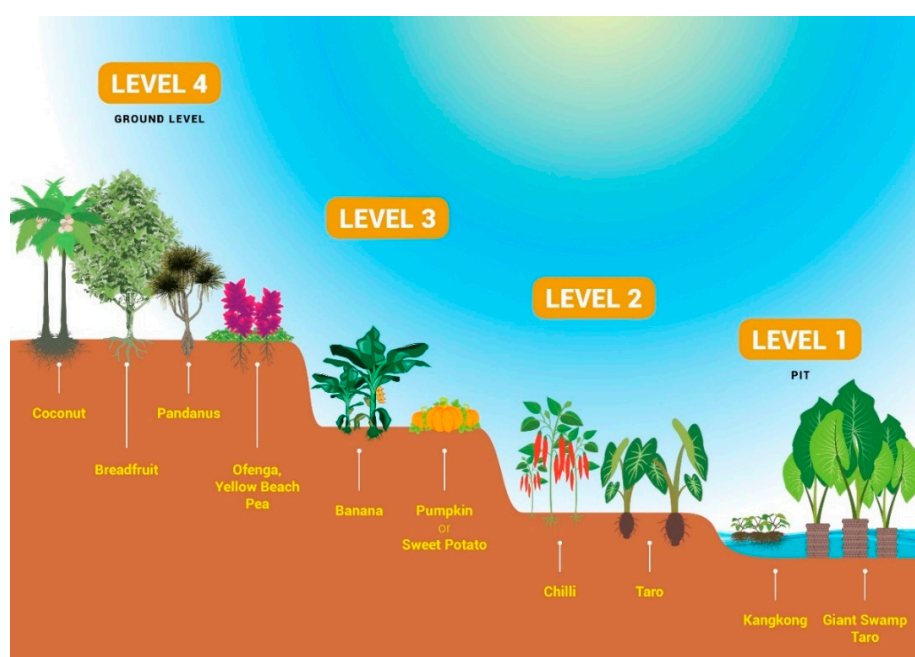 LEVEL 4
GROUND LEVEL
LEVEL 3
LEVEL 2
LEVEL 1
PIT
Coconut
Pandanus
Breadfruit
Ofenga,
Yellow Beach
Pea
Banana
Pumpkin
or
Sweet Potato
Chilli
Taro
Kangkong
Giant Swamp
Taro